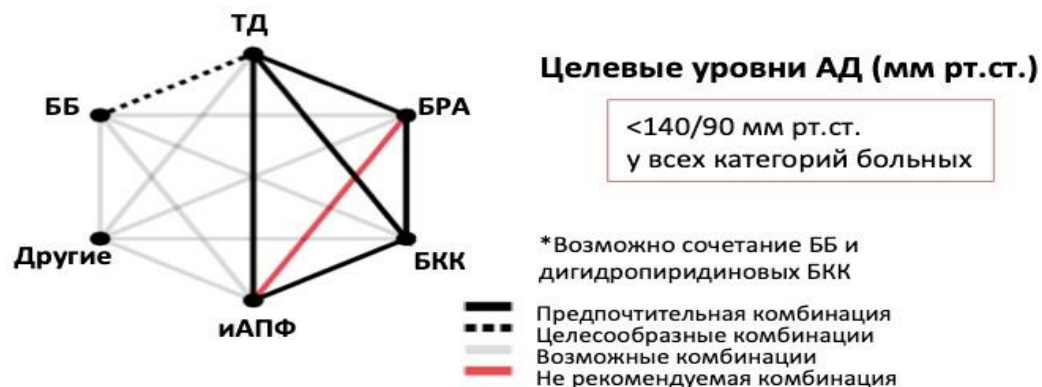 ТД
ББ
БРА
Другие
БКК
иАПФ
Целевые уровни АД (мм рт.ст.)
<140/90 мм рт.ст.
у всех категорий больных
*Возможно сочетание ББ и
дигидропиридиновых БКК
Предпочтительная комбинация
Целесообразные комбинации
Возможные комбинации
Не рекомендуемая комбинация